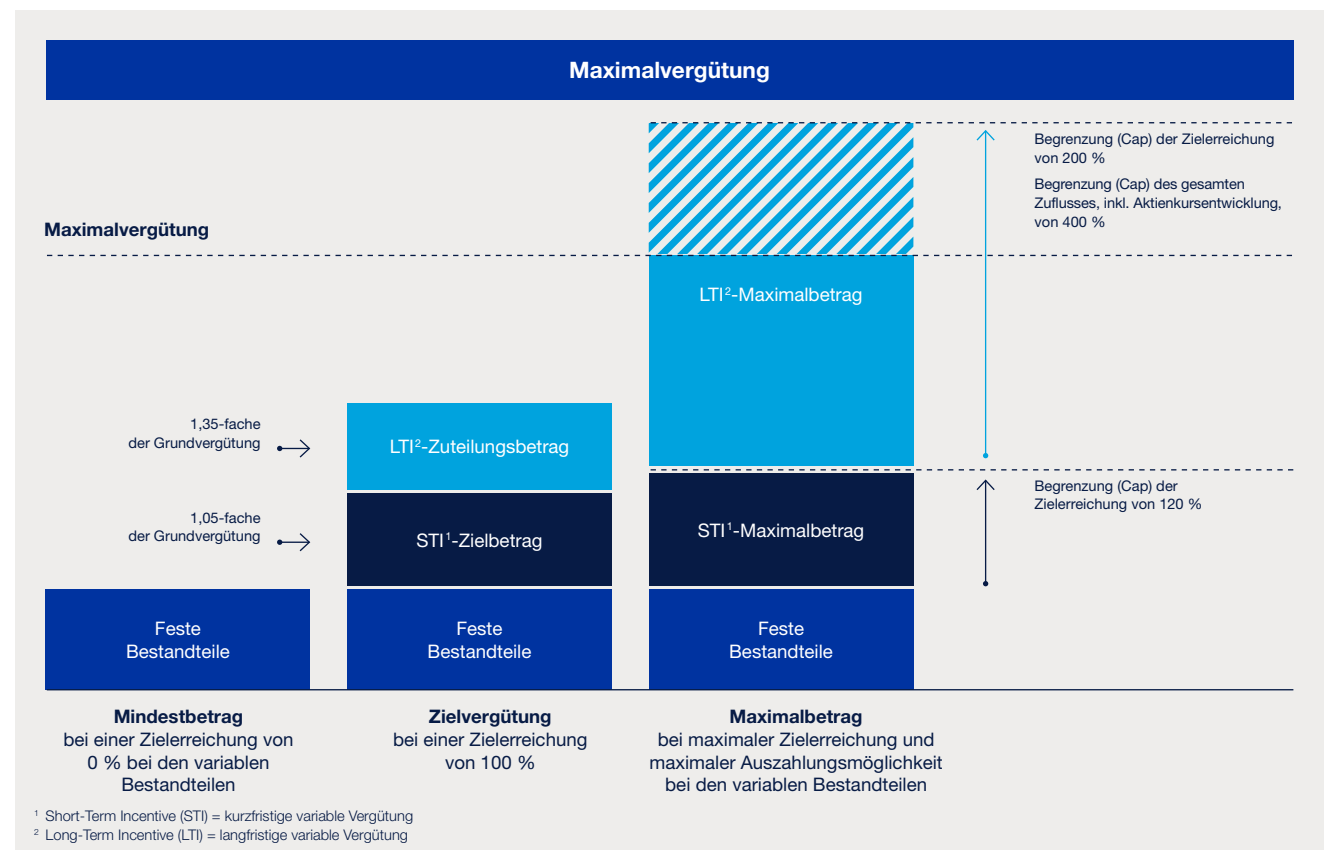 Maximalvergütung
Begrenzung (Cap) der Zielerreichung
von 200 %
Begrenzung (Cap) des gesamten
Zuflusses, inkl. Aktienkursentwicklung,
von 400 %
Maximalvergütung
LTI²-Maximalbetrag
1,35-fache
der Grundvergütung
LTI²-Zuteilungsbetrag
Begrenzung (Cap) der
Zielerreichung von 120 %
1,05-fache
der Grundvergütung
STI¹-Zielbetrag
STI¹-Maximalbetrag
Feste
Bestandteile
Feste
Bestandteile
Feste
Bestandteile
Mindestbetrag
bei einer Zielerreichung von
0 % bei den variablen
Bestandteilen
Zielvergütung
bei einer Zielerreichung
von 100 %
Maximalbetrag
bei maximaler Zielerreichung und
maximaler Auszahlungsmöglichkeit
bei den variablen Bestandteilen
¹ Short-Term Incentive (STI) = kurzfristige variable Vergütung
² Long-Term Incentive (LTI) = langfristige variable Vergütung